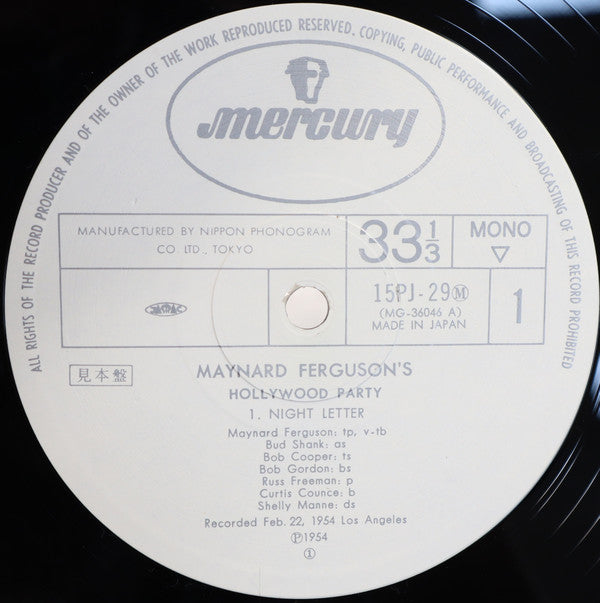 ALL RIGHTS OF THE RECORD PRODUCER AND OF THE OWNER OF THE WORK REPRODUCED RESERVED. COPYING, PUBLIC PERFORMANCE AND BROADCASTING OF THIS RECORD PROHIBITED
mercury
MANUFACTURED BY NIPPON PHONOGRAM
CO. LTD., TOKYO
33 1/3
MONO
▽
15PJ-29Ⓜ
(MG-36046 A)
MADE IN JAPAN
1
見本盤
MAYNARD FERGUSON'S
HOLLYWOOD PARTY
1. NIGHT LETTER
Maynard Ferguson: tp, v-tb
Bud Shank: as
Bob Cooper: ts
Bob Gordon: bs
Russ Freeman: p
Curtis Counce: b
Shelly Manne: ds
Recorded Feb. 22, 1954 Los Angeles
Ⓟ1954
①